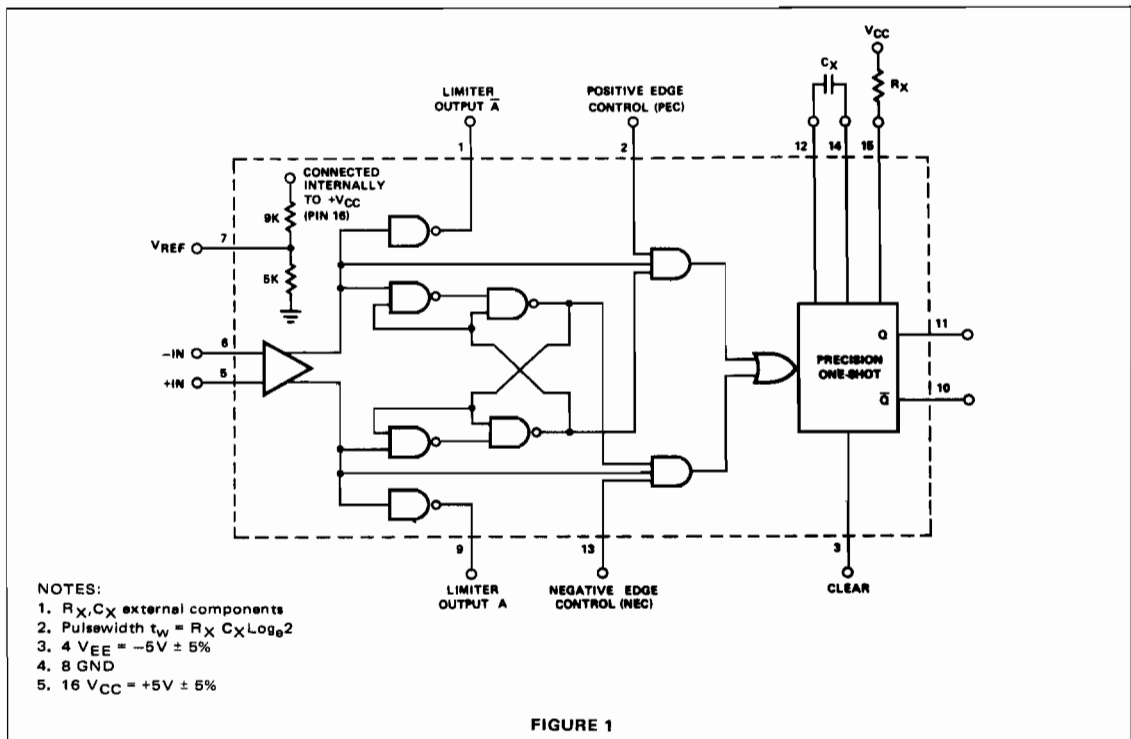 VCC
CX
RX
LIMITER
OUTPUT A̅
POSITIVE EDGE
CONTROL (PEC)
1
2
12
14
15
CONNECTED
INTERNALLY
TO +VCC
(PIN 16)
9K
VREF
7
5K
−IN
6
+IN
5
Q
11
PRECISION
ONE-SHOT
Q̅
10
9
13
3
LIMITER
OUTPUT A
NEGATIVE EDGE
CONTROL (NEC)
CLEAR
NOTES:
1. RX,CX external components
2. Pulsewidth tw = RX CXLoge2
3. 4 VEE = −5V ± 5%
4. 8 GND
5. 16 VCC = +5V ± 5%
FIGURE 1